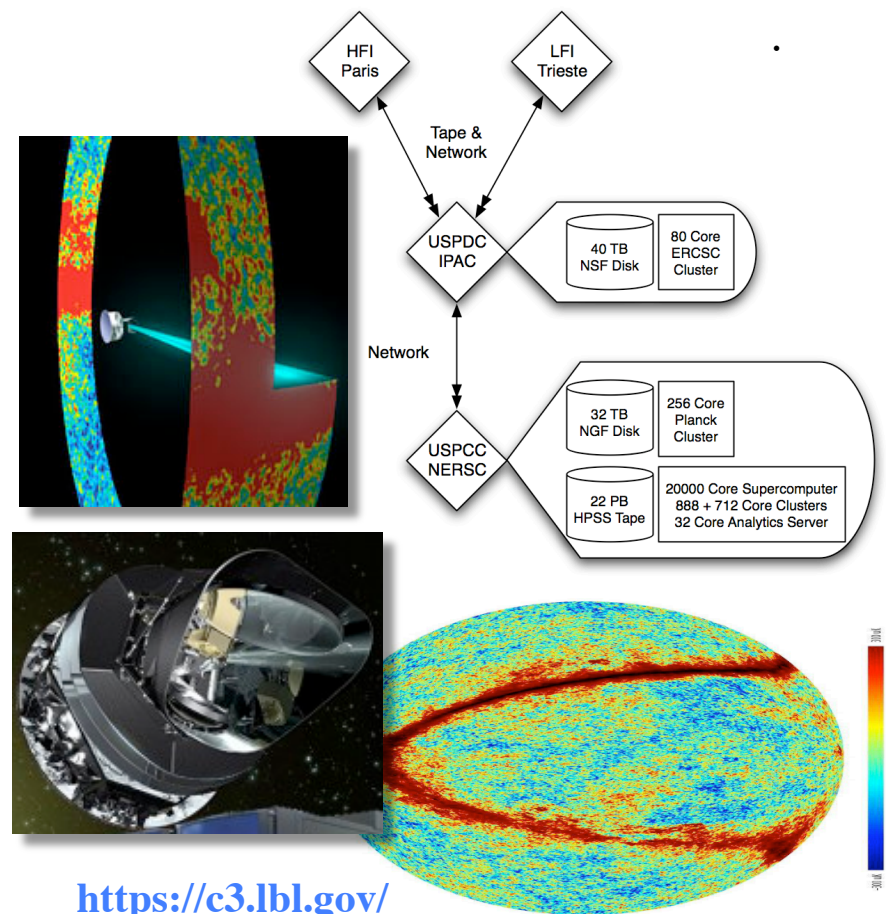 HFI
Paris
LFI
Trieste
Tape &
Network
USPDC
IPAC
40 TB
NSF Disk
80 Core
ERCSC
Cluster
Network
USPCC
NERSC
32 TB
NGF Disk
256 Core
Planck
Cluster
22 PB
HPSS Tape
20000 Core Supercomputer
888 + 712 Core Clusters
32 Core Analytics Server
https://c3.lbl.gov/